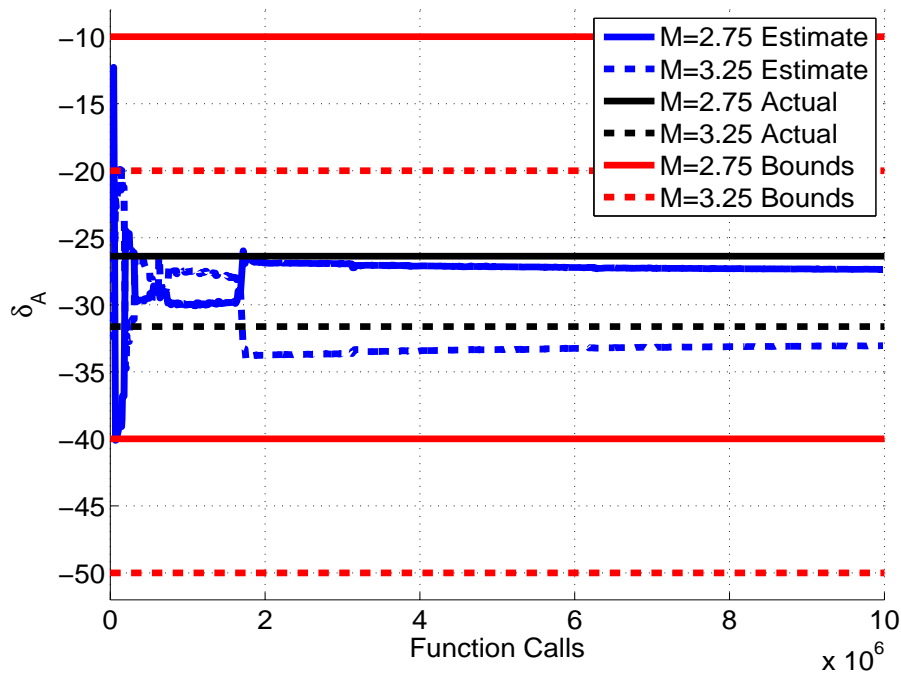 −10
−15
−20
−25
−30
−35
−40
−45
−50
δA
0
2
4
6
8
10
Function Calls
x 10^6
M=2.75 Estimate
M=3.25 Estimate
M=2.75 Actual
M=3.25 Actual
M=2.75 Bounds
M=3.25 Bounds